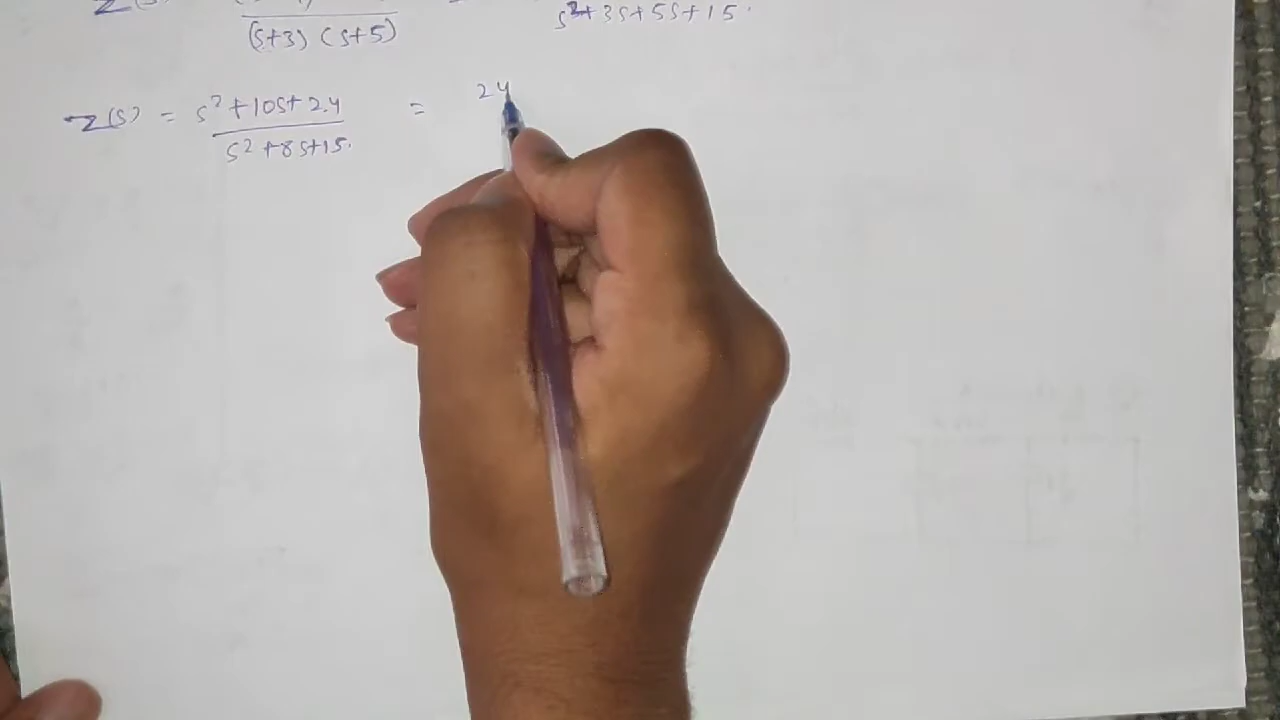 Z(s)
(s+3) (s+5)
s²+3s+5s+15.
Z(s) = s²+10s+24 = 24
s²+8s+15.